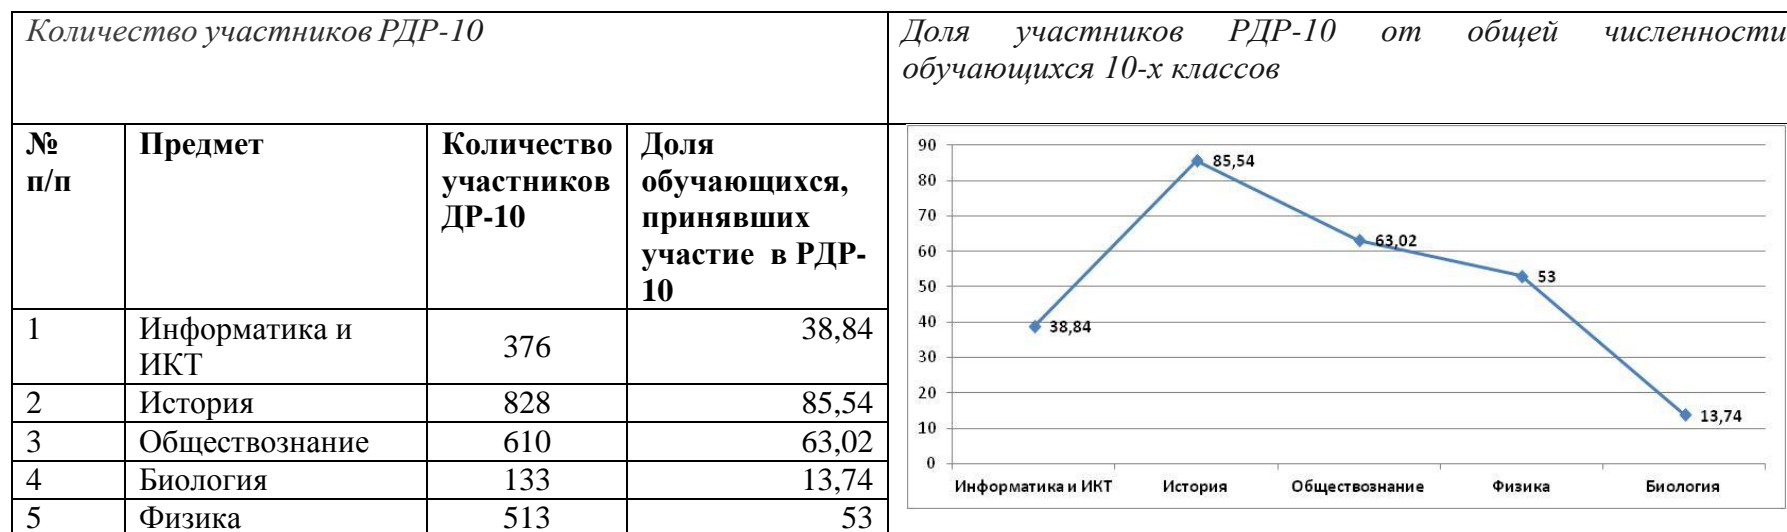 Количество участников РДР-10
Доля участников РДР-10 от общей численности
обучающихся 10-х классов
№
п/п
Предмет
Количество
участников
ДР-10
Доля
обучающихся,
принявших
участие в РДР-
10
1
Информатика и
ИКТ
376
38,84
2
История
828
85,54
3
Обществознание
610
63,02
4
Биология
133
13,74
5
Физика
513
53
90
80
70
60
50
40
30
20
10
0
38,84
85,54
63,02
53
13,74
Информатика и ИКТ
История
Обществознание
Физика
Биология